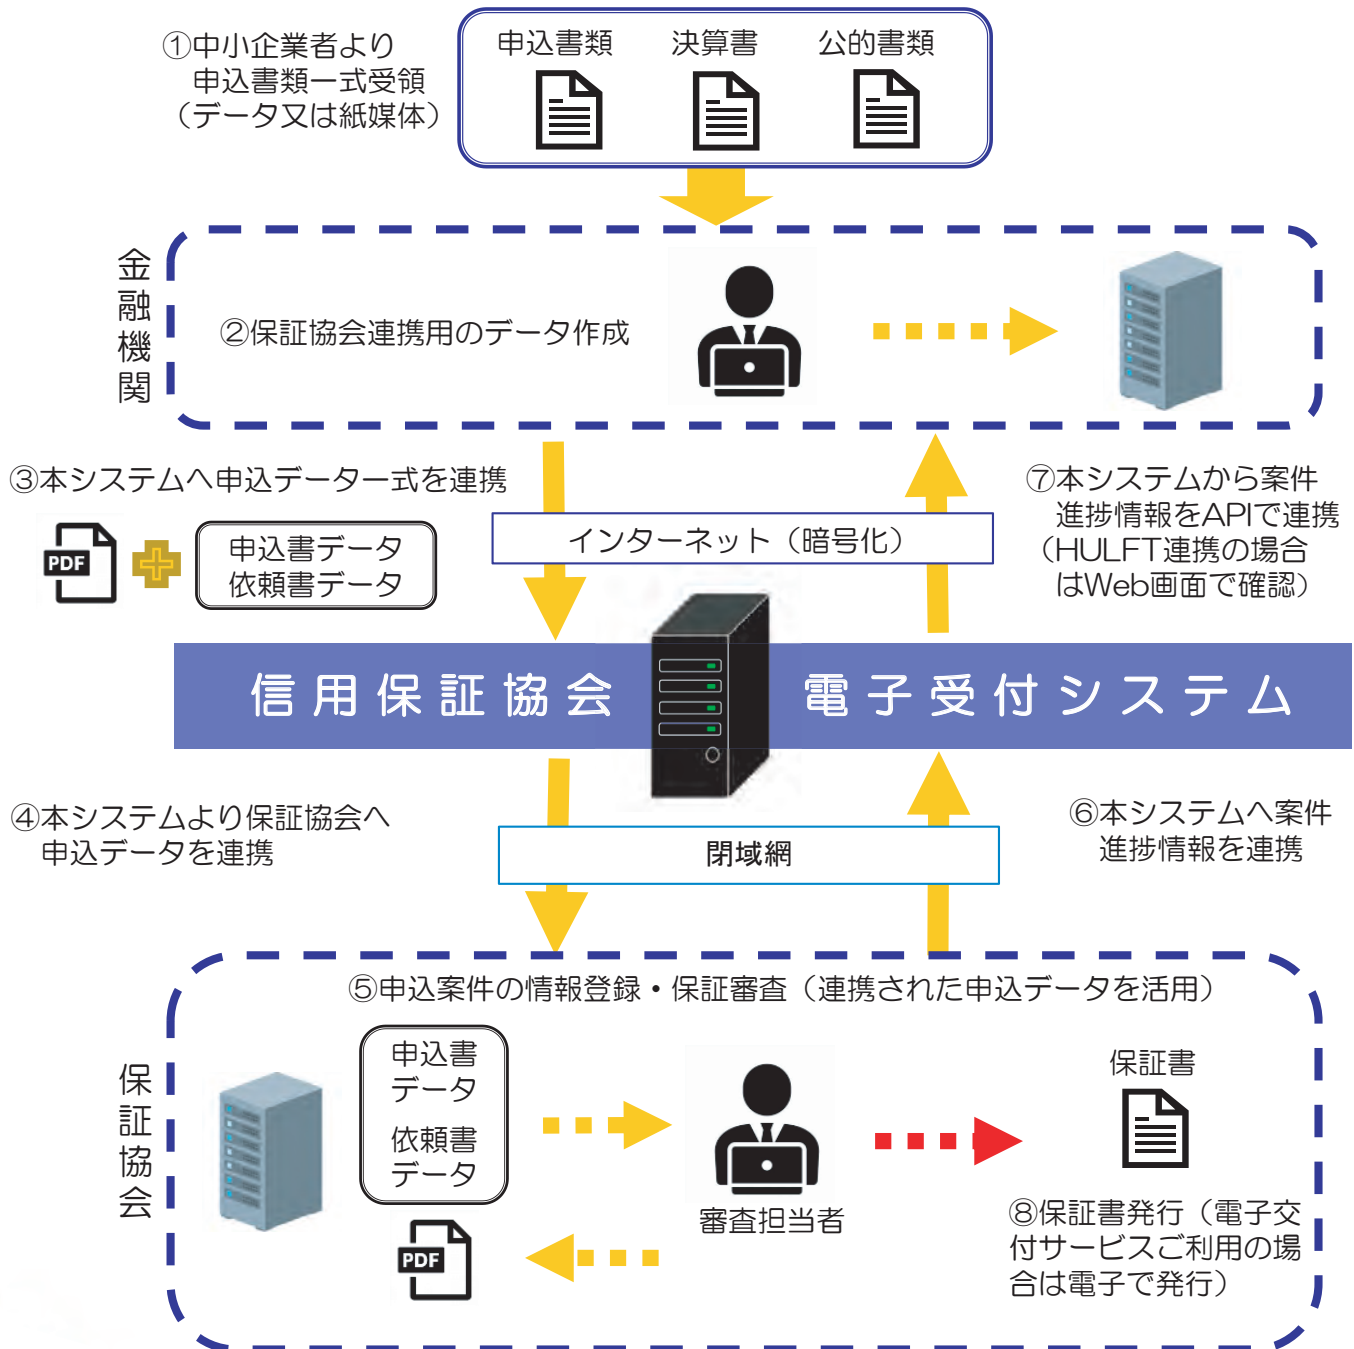 ①中小企業者より
申込書類一式受領
（データ又は紙媒体）
申込書類
決算書
公的書類
金融機関
②保証協会連携用のデータ作成
③本システムへ申込データ一式を連携
PDF
申込書データ
依頼書データ
インターネット（暗号化）
⑦本システムから案件
進捗情報をAPIで連携
（HULFT連携の場合
はWeb画面で確認）
信用保証協会
電子受付システム
④本システムより保証協会へ
申込データを連携
閉域網
⑥本システムへ案件
進捗情報を連携
⑤申込案件の情報登録・保証審査（連携された申込データを活用）
保証協会
申込書
データ
依頼書
データ
PDF
審査担当者
保証書
⑧保証書発行（電子交
付サービスご利用の場
合は電子で発行）